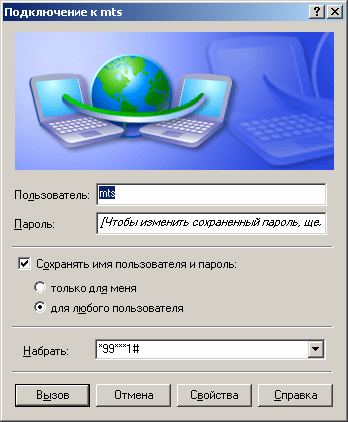 Подключение к mts
Пользователь: mts
Пароль: [Чтобы изменить сохраненный пароль, ще.
Сохранять имя пользователя и пароль:
только для меня
для любого пользователя
Набрать: *99***1#
Вызов Отмена Свойства Справка